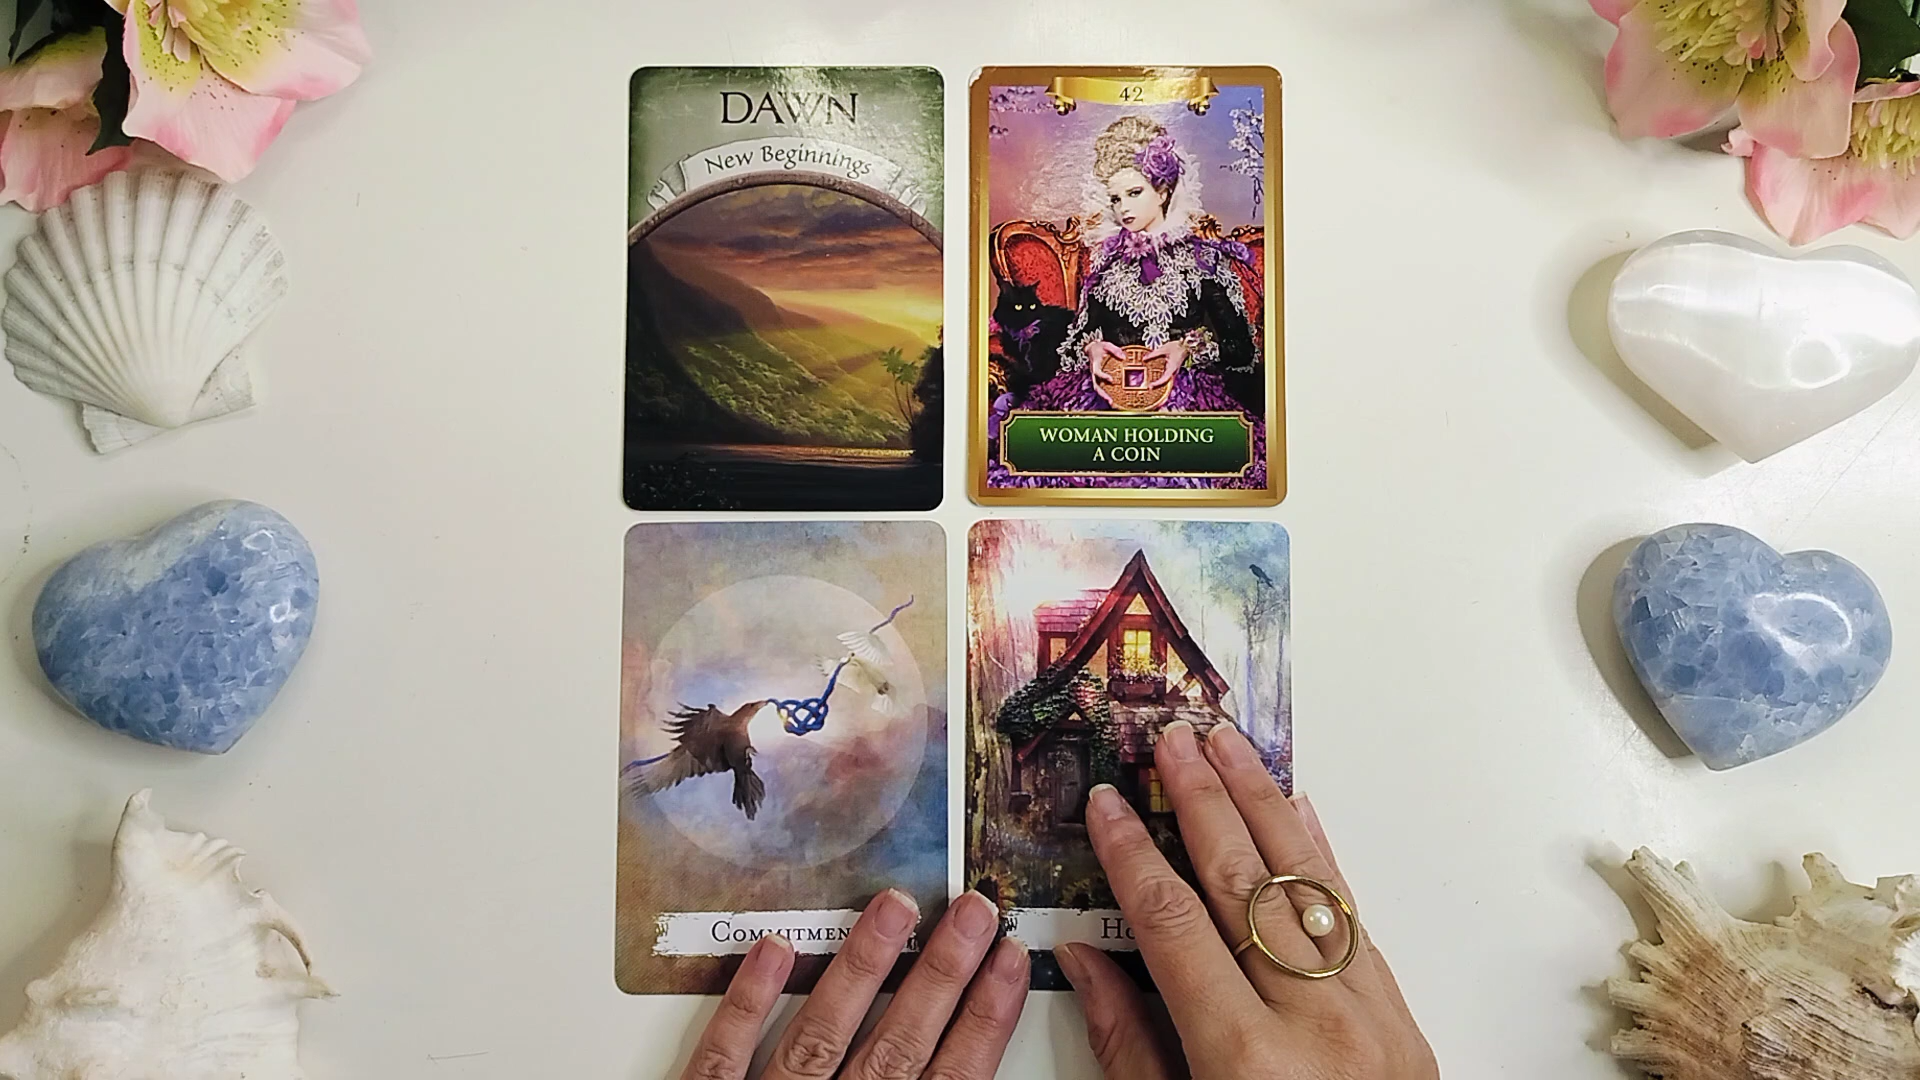 DAWN
New Beginnings
42
WOMAN HOLDING
A COIN